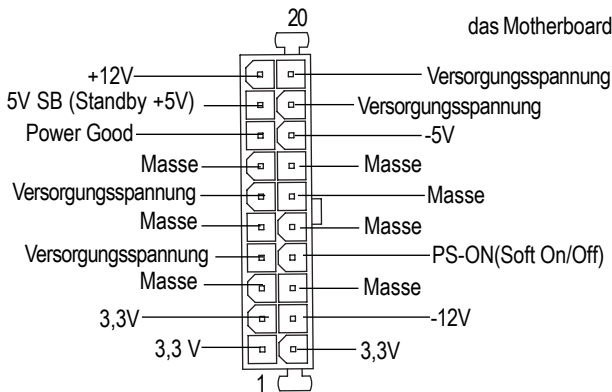 20
das Motherboard
+12V
Versorgungsspannung
5V SB (Standby +5V)
Versorgungsspannung
Power Good
-5V
Masse
Masse
Versorgungsspannung
Masse
Masse
Masse
Versorgungsspannung
PS-ON(Soft On/Off)
Masse
Masse
3,3V
-12V
3,3 V
3,3V
1